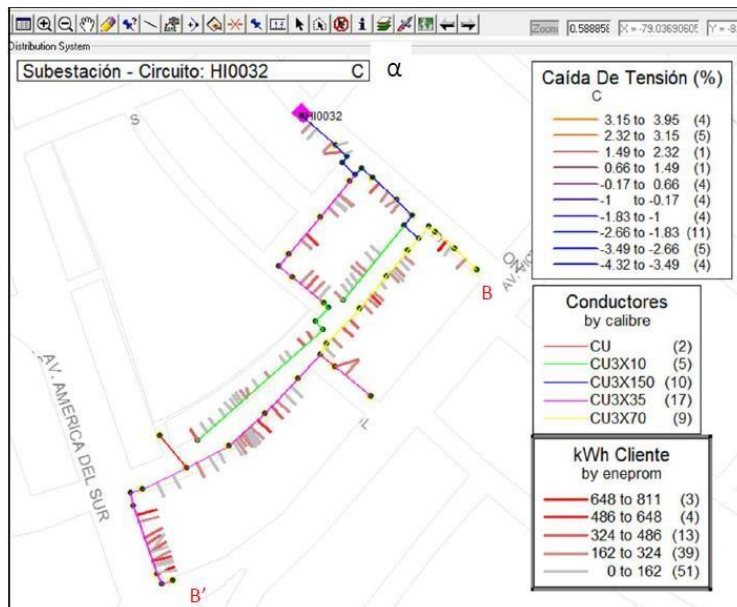 Zoom 0.588858 X = -79.03690605 Y = -8.
Distribution System
Subestación - Circuito: HI0032 C α
HI0032
S
ON
AV. VIC
B
L
AV. AMERICA DEL SUR
B'
Caída De Tensión (%)
C
3.15 to 3.95 (4)
2.32 to 3.15 (5)
1.49 to 2.32 (1)
0.66 to 1.49 (1)
-0.17 to 0.66 (4)
-1 to -0.17 (4)
-1.83 to -1 (4)
-2.66 to -1.83 (11)
-3.49 to -2.66 (5)
-4.32 to -3.49 (4)
Conductores
by calibre
CU (2)
CU3X10 (5)
CU3X150 (10)
CU3X35 (17)
CU3X70 (9)
kWh Cliente
by eneprom
648 to 811 (3)
486 to 648 (4)
324 to 486 (13)
162 to 324 (39)
0 to 162 (51)